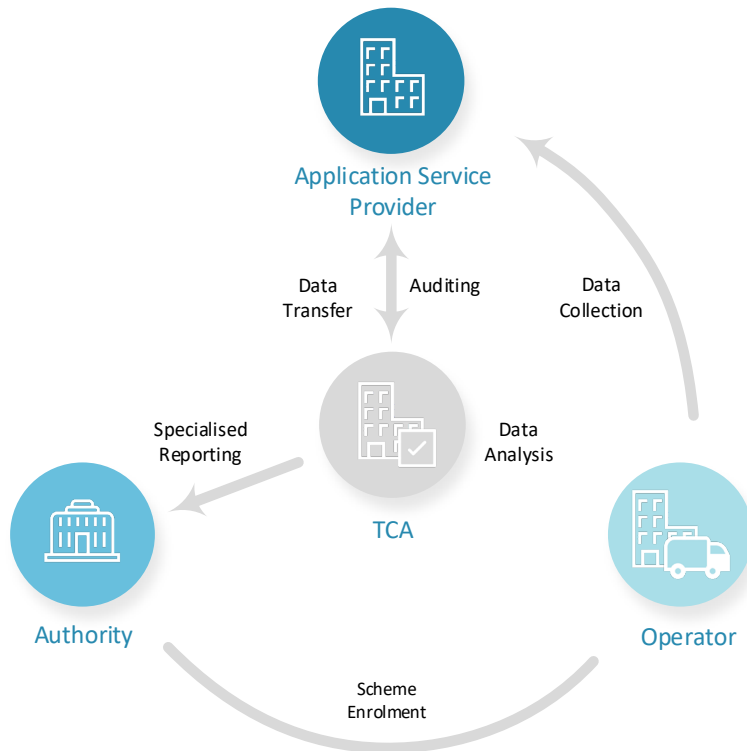 Application Service
Provider
Data
Transfer
Auditing
Data
Collection
Specialised
Reporting
Data
Analysis
TCA
Authority
Operator
Scheme
Enrolment